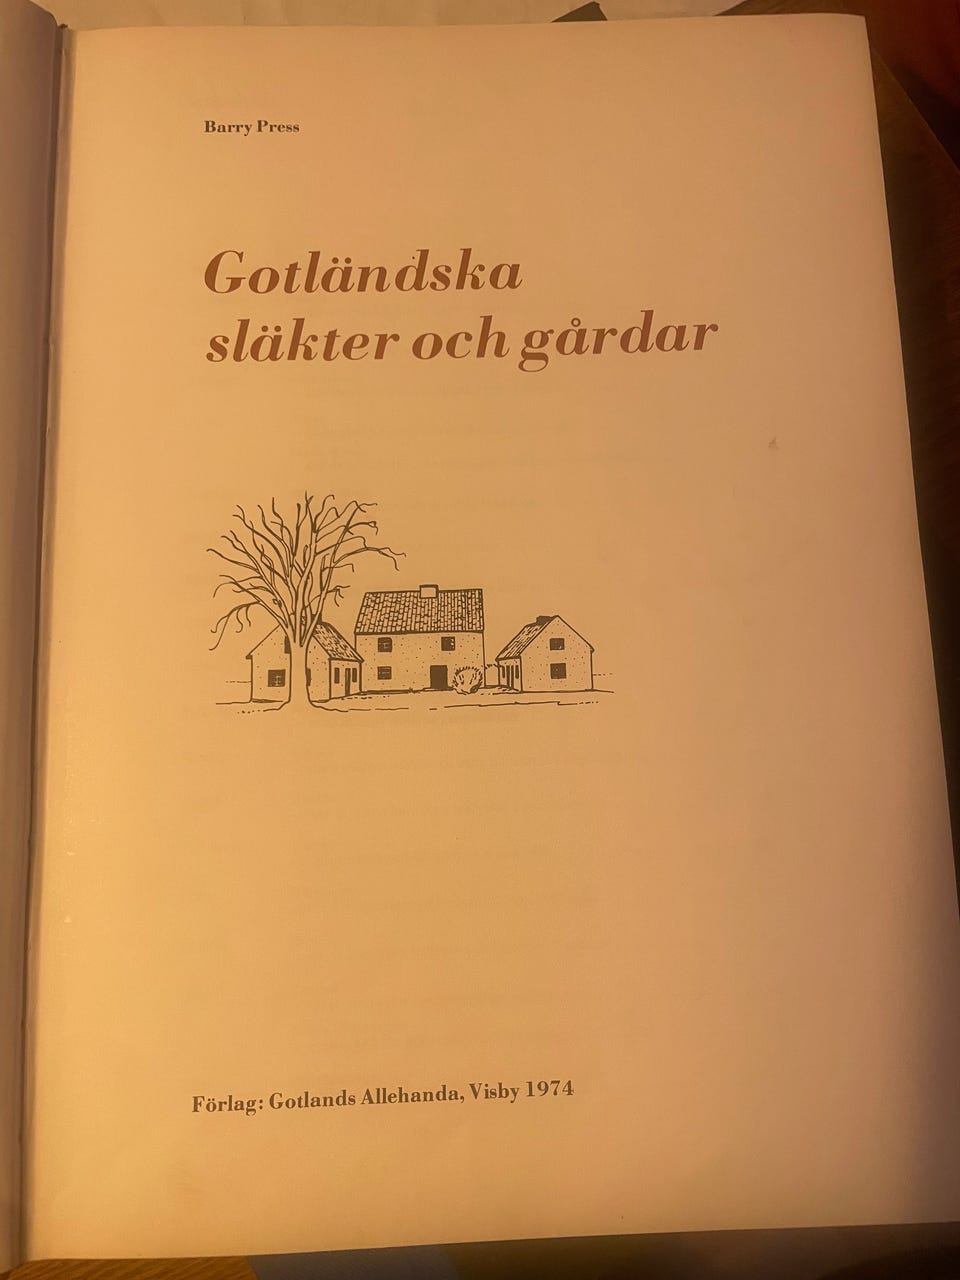 Barry Press
Gotländska
släkter och gårdar
Förlag: Gotlands Allehanda, Visby 1974